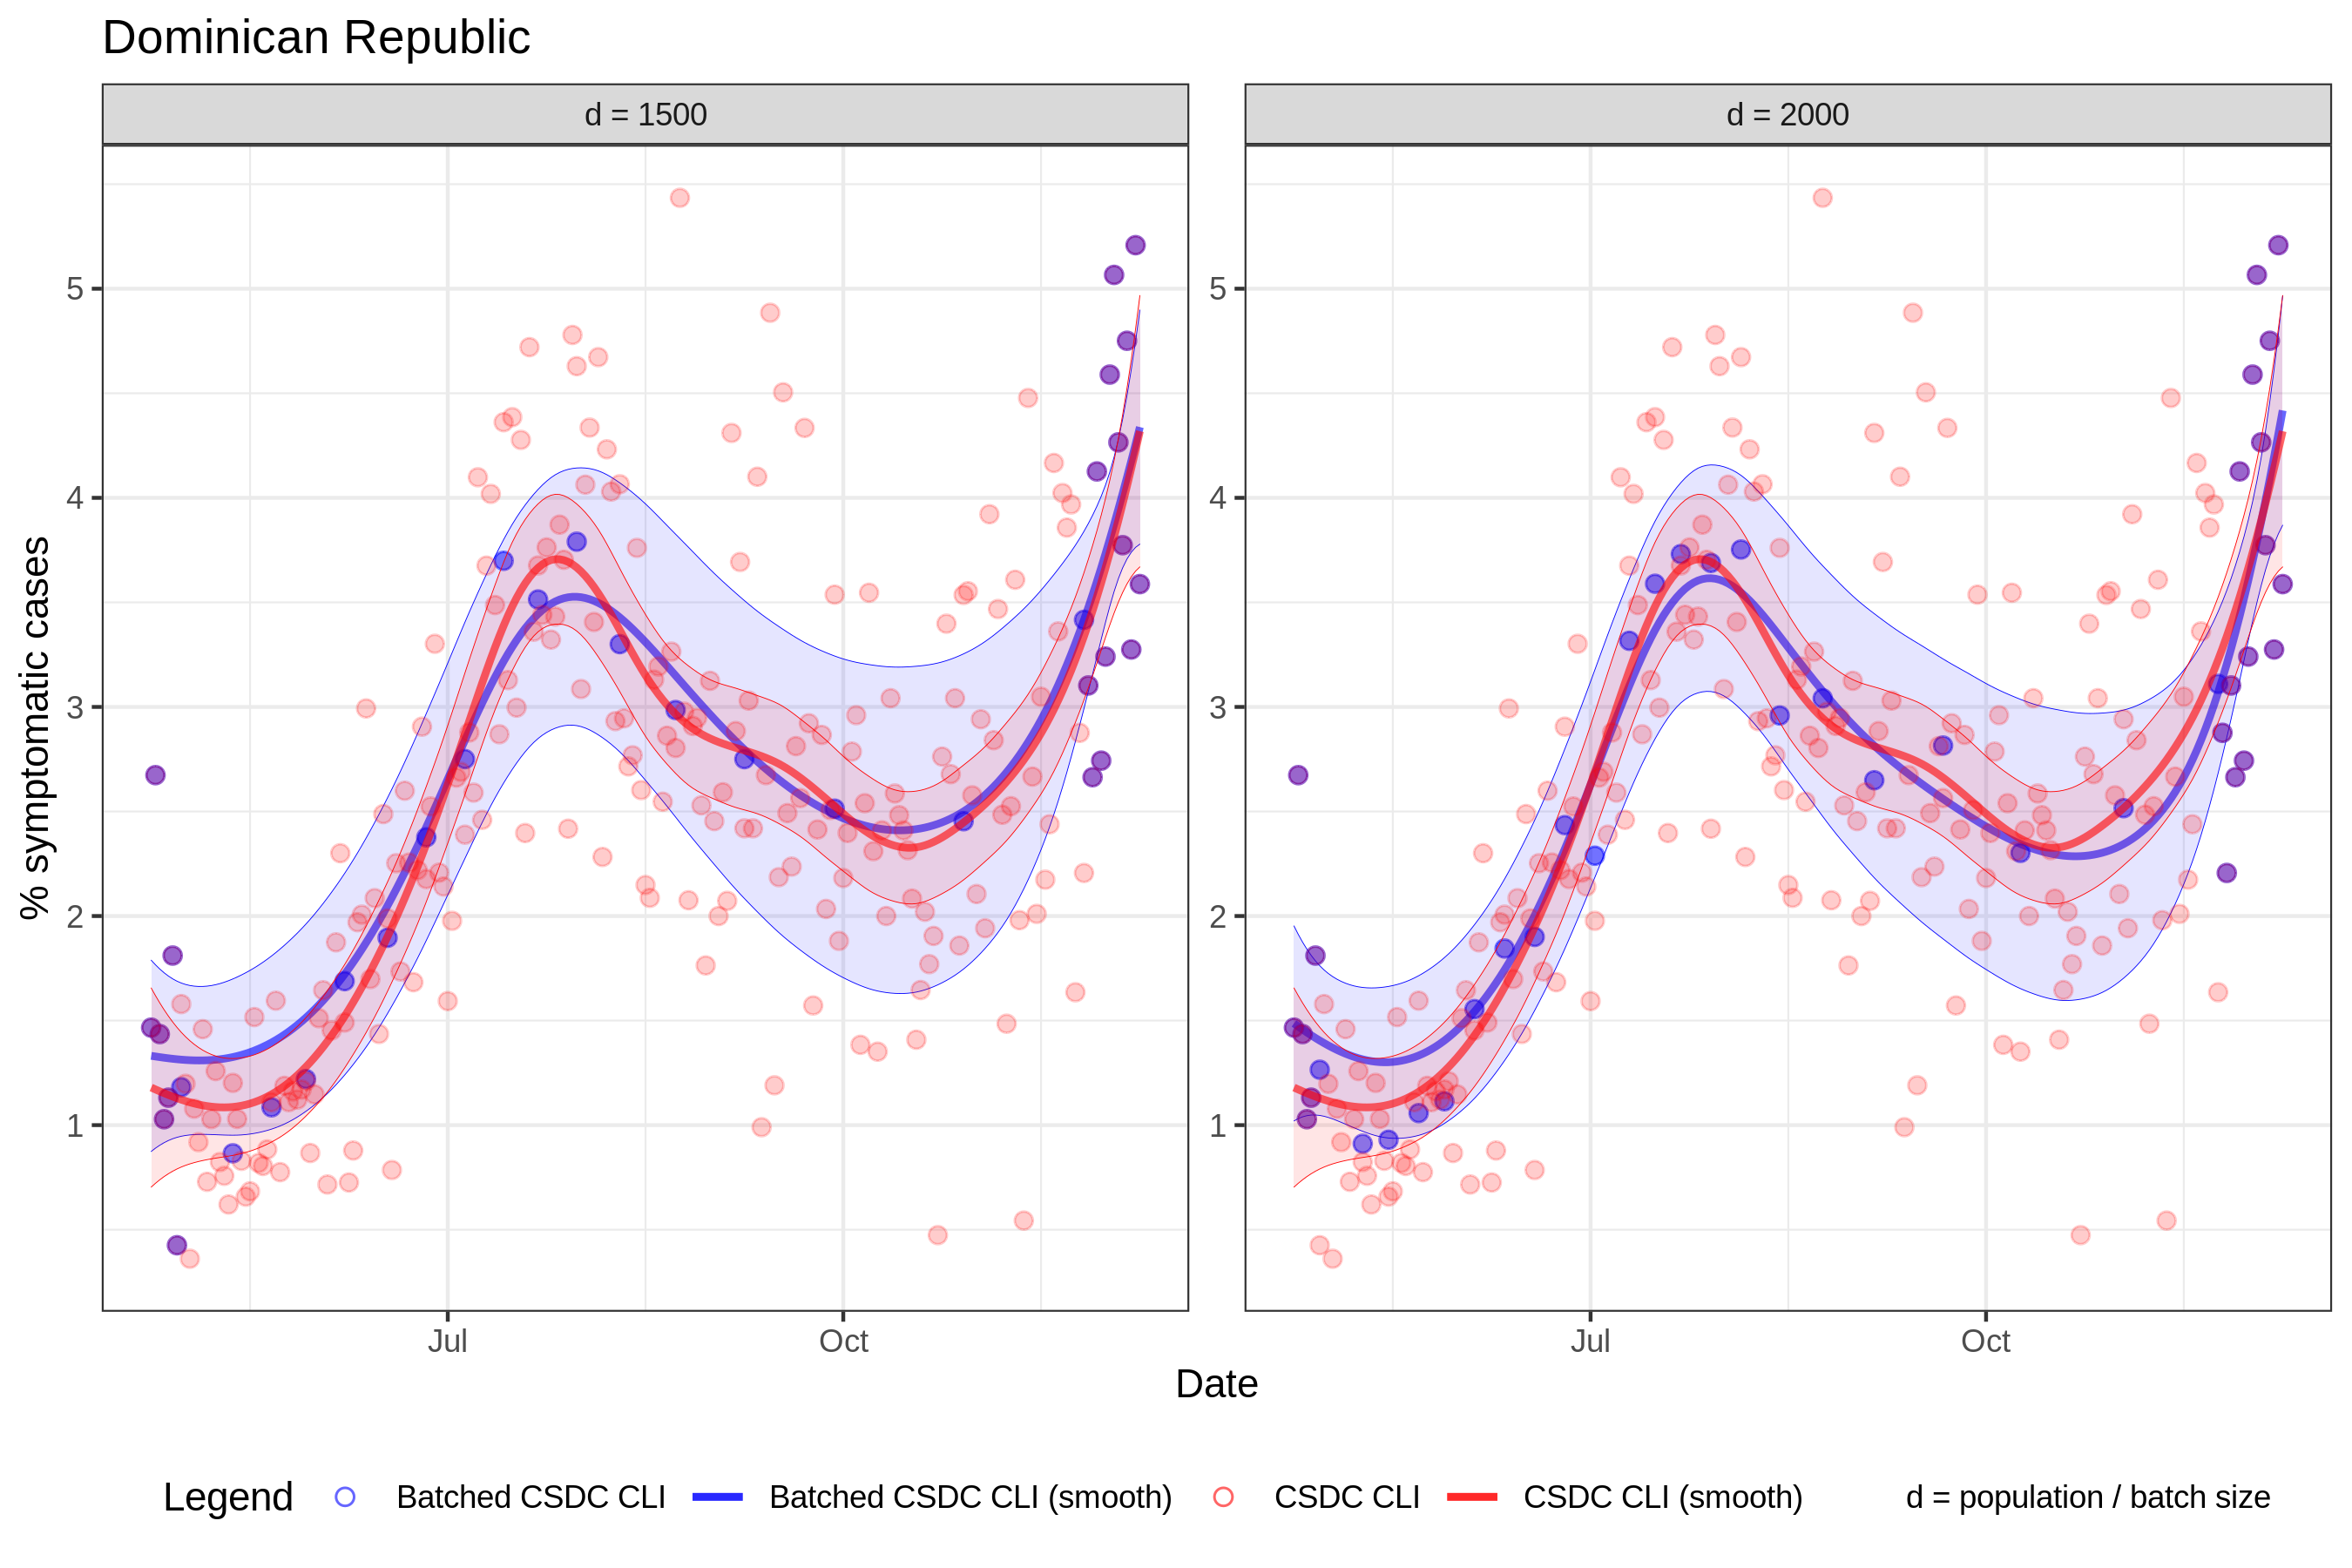 Dominican Republic
d = 1500
d = 2000
% symptomatic cases
5
4
3
2
1
5
4
3
2
1
Jul
Oct
Jul
Oct
Date
Legend
Batched CSDC CLI
Batched CSDC CLI (smooth)
CSDC CLI
CSDC CLI (smooth)
d = population / batch size